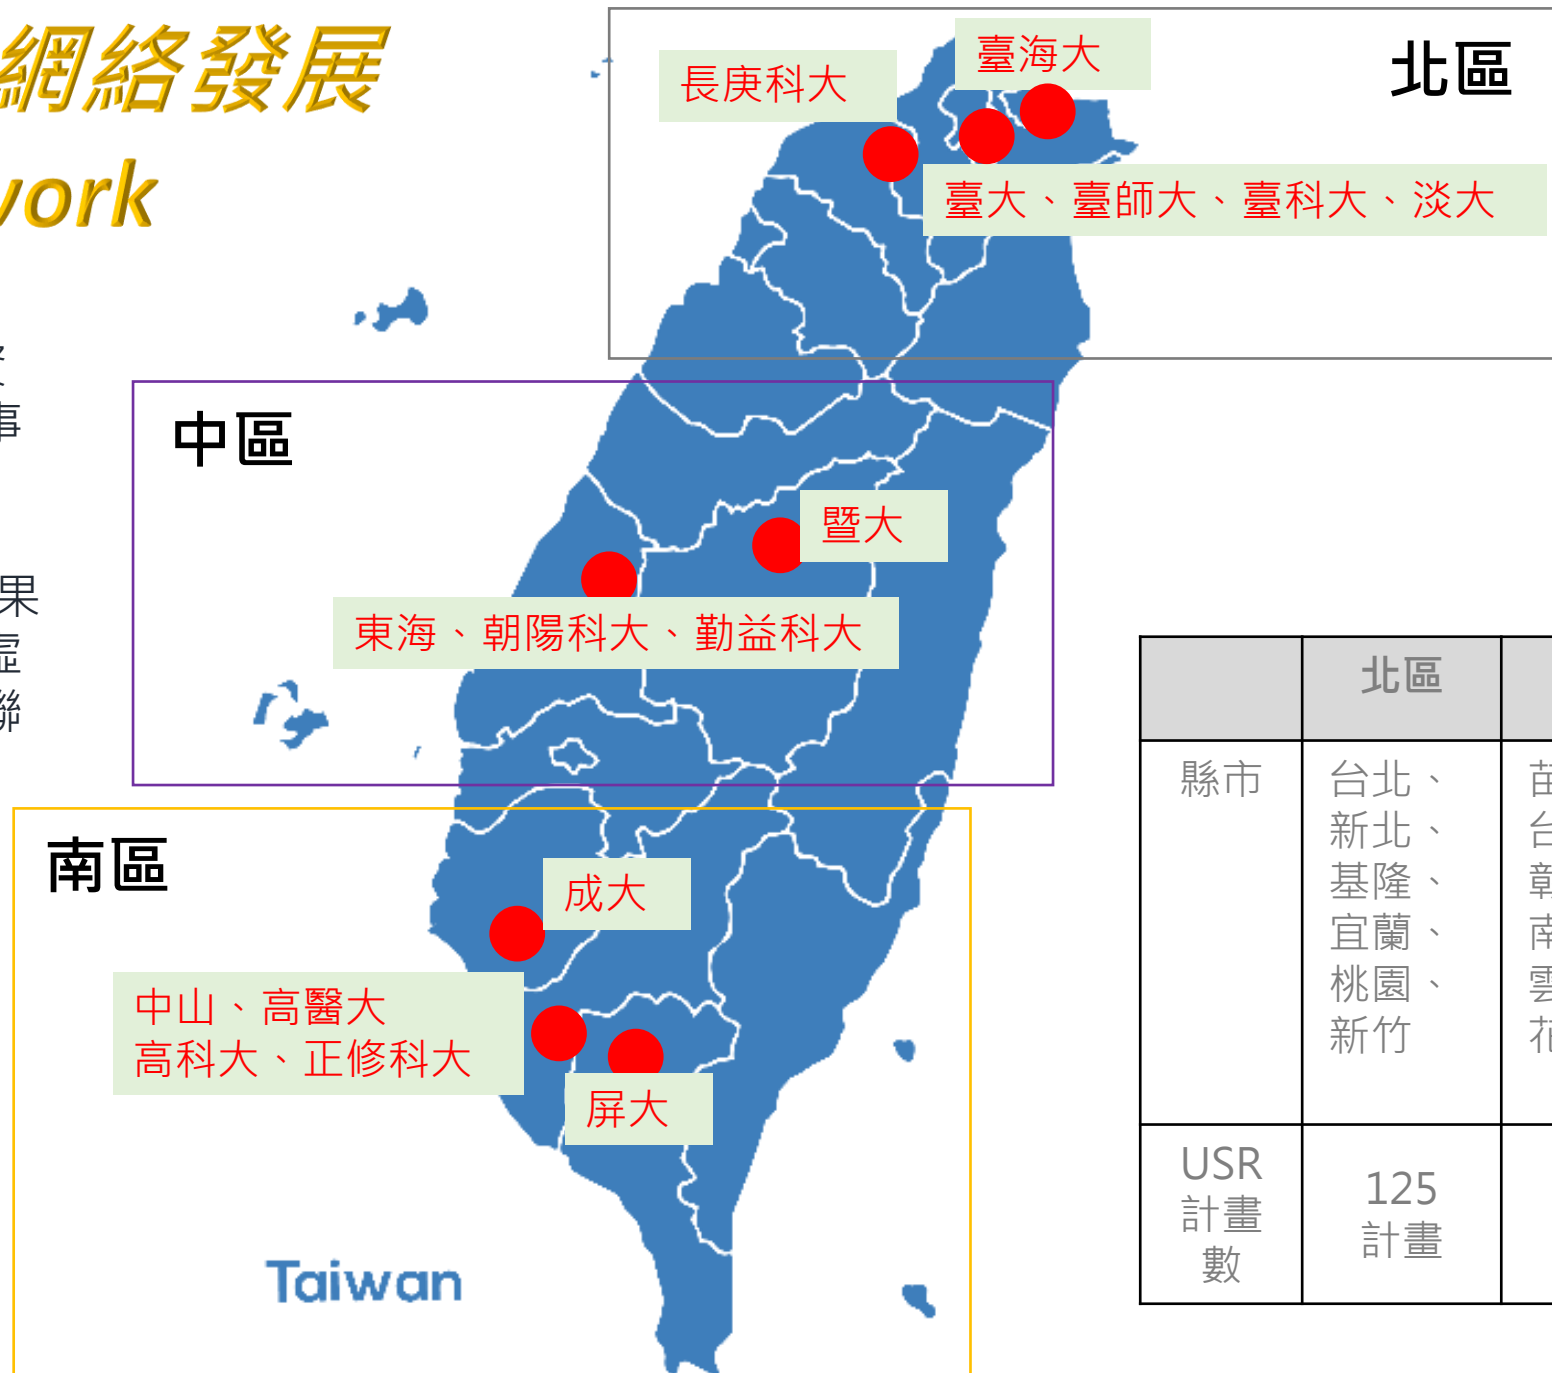 網絡發展
work
事
果
聯
北區
長庚科大
臺海大
臺大、臺師大、臺科大、淡大
中區
暨大
東海、朝陽科大、勤益科大
南區
成大
中山、高醫大
高科大、正修科大
屏大
Taiwan
北區
縣市
台北、
新北、
基隆、
宜蘭、
桃園、
新竹
USR
計畫
數
125
計畫